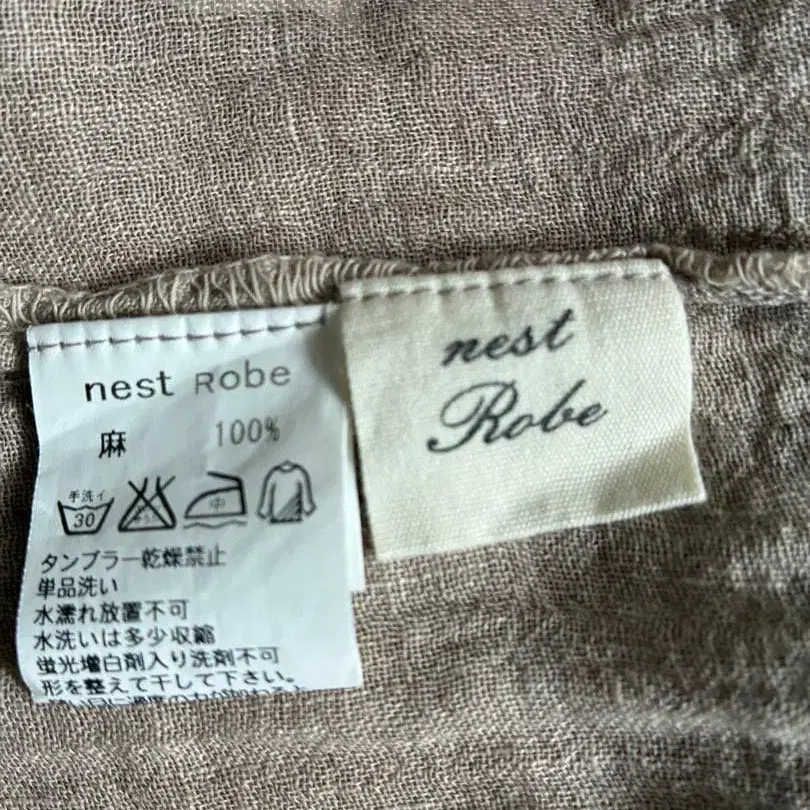 nest Robe
麻 100%
手洗イ
30
中
タンブラー乾燥禁止
単品洗い
水濡れ放置不可
水洗いは多少収縮
蛍光増白剤入り洗剤不可
形を整えて干して下さい。
nest
Robe